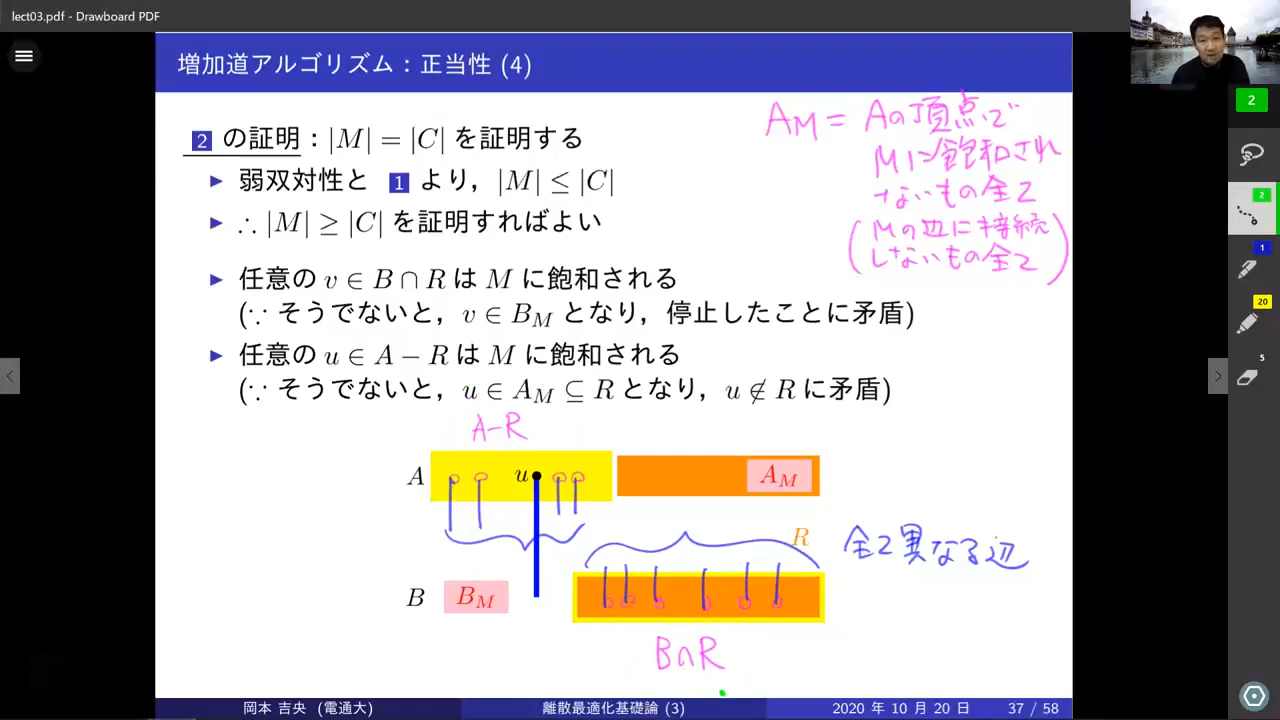 lect03.pdf - Drawboard PDF
増加道アルゴリズム：正当性 (4)
2 の証明：|M| = |C| を証明する
▶ 弱双対性と 1 より，|M| ≤ |C|
▶ ∴ |M| ≥ |C| を証明すればよい
▶ 任意の v ∈ B ∩ R は M に飽和される
(∵ そうでないと，v ∈ B_M となり，停止したことに矛盾)
▶ 任意の u ∈ A − R は M に飽和される
(∵ そうでないと，u ∈ A_M ⊆ R となり，u ∉ R に矛盾)
A_M = Aの頂点で
Mに飽和され
ないもの全て
(Mの辺に接続
しないもの全て)
A-R
A
u
A_M
R
全て異なる辺
B
B_M
B∩R
岡本 吉央 (電通大)
離散最適化基礎論 (3)
2020 年 10 月 20 日
37 / 58
2
2
1
20
5